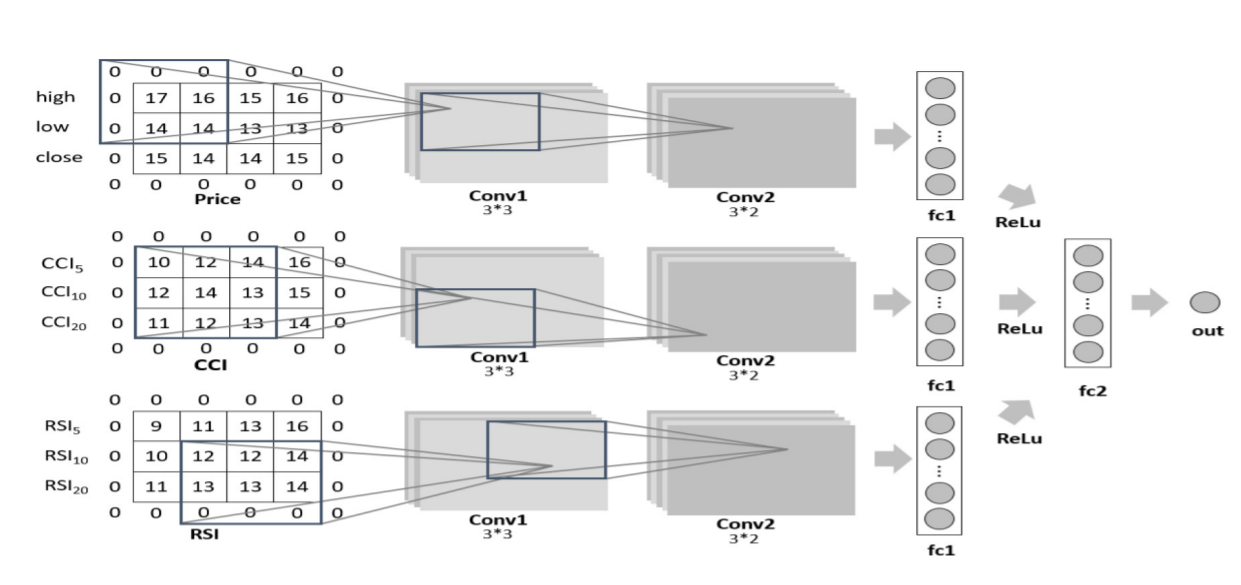 0 0 0 0 0 0
high 0 17 16 15 16 0
low 0 14 14 13 13 0
close 0 15 14 14 15 0
0 0 0 0 0 0
Price
Conv1
3*3
Conv2
3*2
fc1
ReLu
0 0 0 0 0 0
CCI5 0 10 12 14 16 0
CCI10 0 12 14 13 15 0
CCI20 0 11 12 13 14 0
0 0 0 0 0 0
CCI
Conv1
3*3
Conv2
3*2
fc1
ReLu
fc2
out
0 0 0 0 0 0
RSI5 0 9 11 13 16 0
RSI10 0 10 12 12 14 0
RSI20 0 11 13 13 14 0
0 0 0 0 0 0
RSI
Conv1
3*3
Conv2
3*2
fc1
ReLu